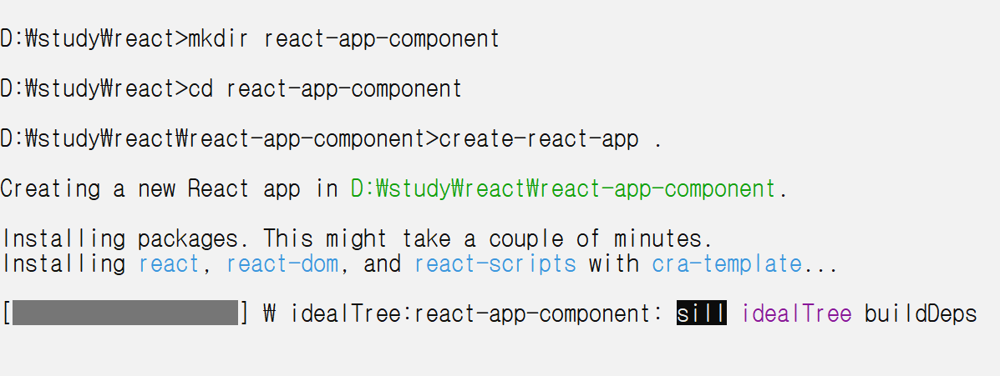 D:₩study₩react>mkdir react-app-component
D:₩study₩react>cd react-app-component
D:₩study₩react₩react-app-component>create-react-app .
Creating a new React app in D:₩study₩react₩react-app-component.
Installing packages. This might take a couple of minutes.
Installing react, react-dom, and react-scripts with cra-template...
[                  ] ₩ idealTree:react-app-component: sill idealTree buildDeps